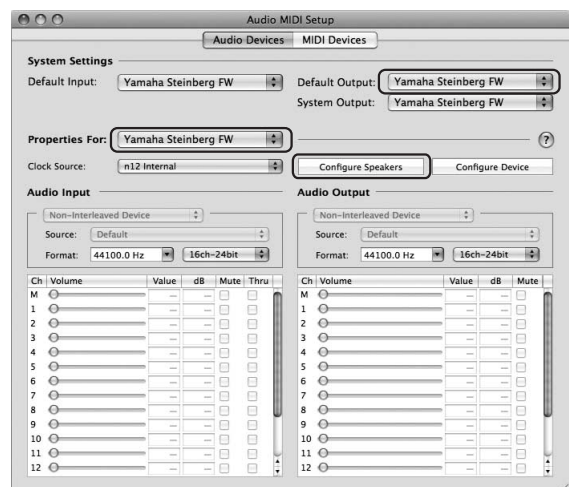 Audio MIDI Setup
Audio Devices MIDI Devices
System Settings
Default Input: Yamaha Steinberg FW Default Output: Yamaha Steinberg FW
System Output: Yamaha Steinberg FW
Properties For: Yamaha Steinberg FW ?
Clock Source: n12 Internal Configure Speakers Configure Device
Audio Input Audio Output
Non-Interleaved Device Non-Interleaved Device
Source: Default Source: Default
Format: 44100.0 Hz 16ch-24bit Format: 44100.0 Hz 16ch-24bit
Ch Volume Value dB Mute Thru Ch Volume Value dB Mute
M — — M — —
1 — — 1 — —
2 — — 2 — —
3 — — 3 — —
4 — — 4 — —
5 — — 5 — —
6 — — 6 — —
7 — — 7 — —
8 — — 8 — —
9 — — 9 — —
10 — — 10 — —
11 — — 11 — —
12 — — 12 — —